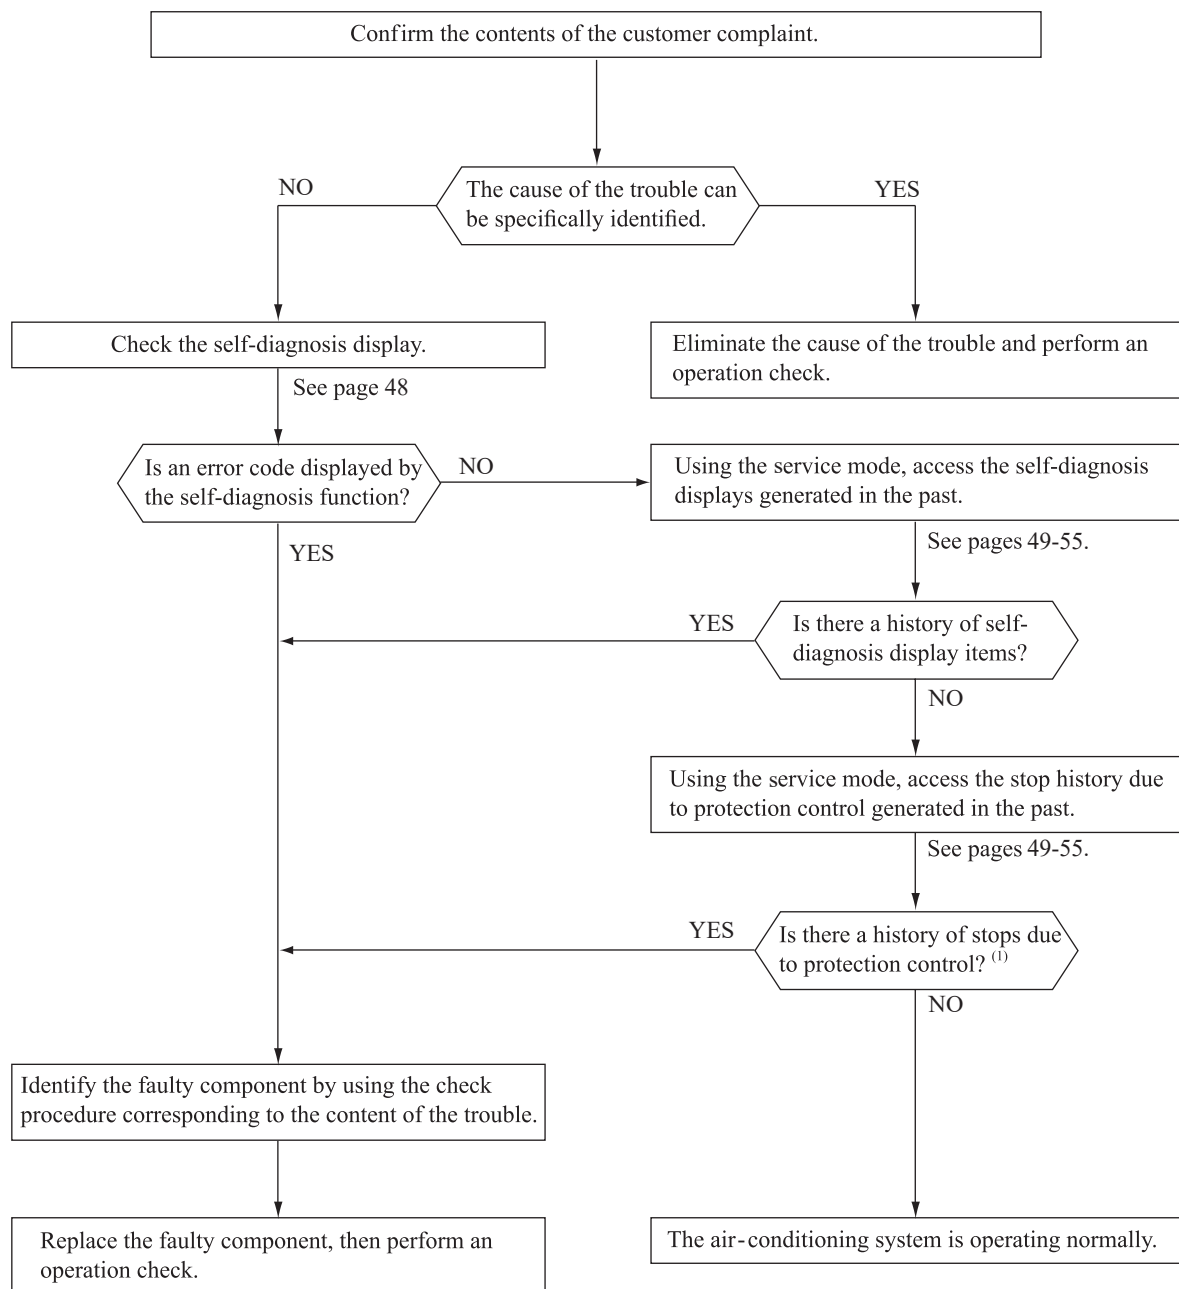 Confirm the contents of the customer complaint.
NO
The cause of the trouble can
be specifically identified.
YES
Check the self-diagnosis display.
Eliminate the cause of the trouble and perform an
operation check.
See page 48
Is an error code displayed by
the self-diagnosis function?
NO
Using the service mode, access the self-diagnosis
displays generated in the past.
YES
See pages 49-55.
YES
Is there a history of self-
diagnosis display items?
NO
Using the service mode, access the stop history due
to protection control generated in the past.
See pages 49-55.
YES
Is there a history of stops due
to protection control? (1)
NO
Identify the faulty component by using the check
procedure corresponding to the content of the trouble.
Replace the faulty component, then perform an
operation check.
The air-conditioning system is operating normally.